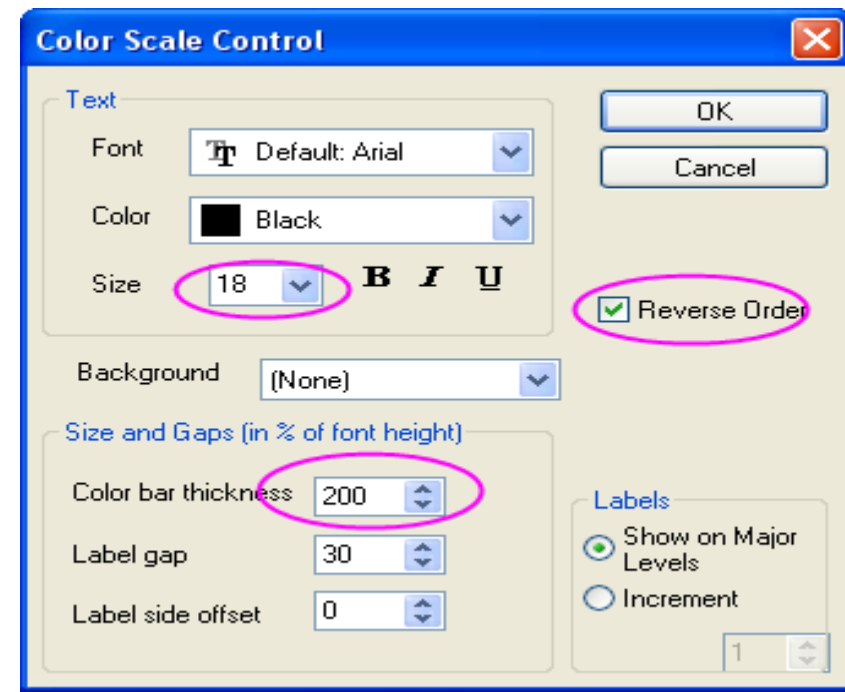 Color Scale Control
Text
Font
Default: Arial
Color
Black
Size
18
B I U
OK
Cancel
Reverse Order
Background
(None)
Size and Gaps (in % of font height)
Color bar thickness
200
Label gap
30
Label side offset
0
Labels
Show on Major
Levels
Increment
1